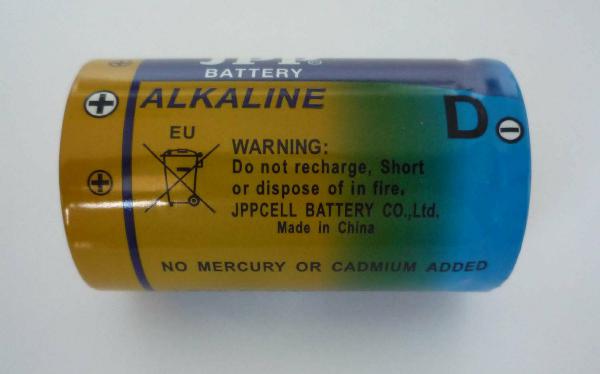 JPP®
BATTERY
ALKALINE
D
EU
WARNING:
Do not recharge, Short
or dispose of in fire.
JPPCELL BATTERY CO.,Ltd.
Made in China
NO MERCURY OR CADMIUM ADDED